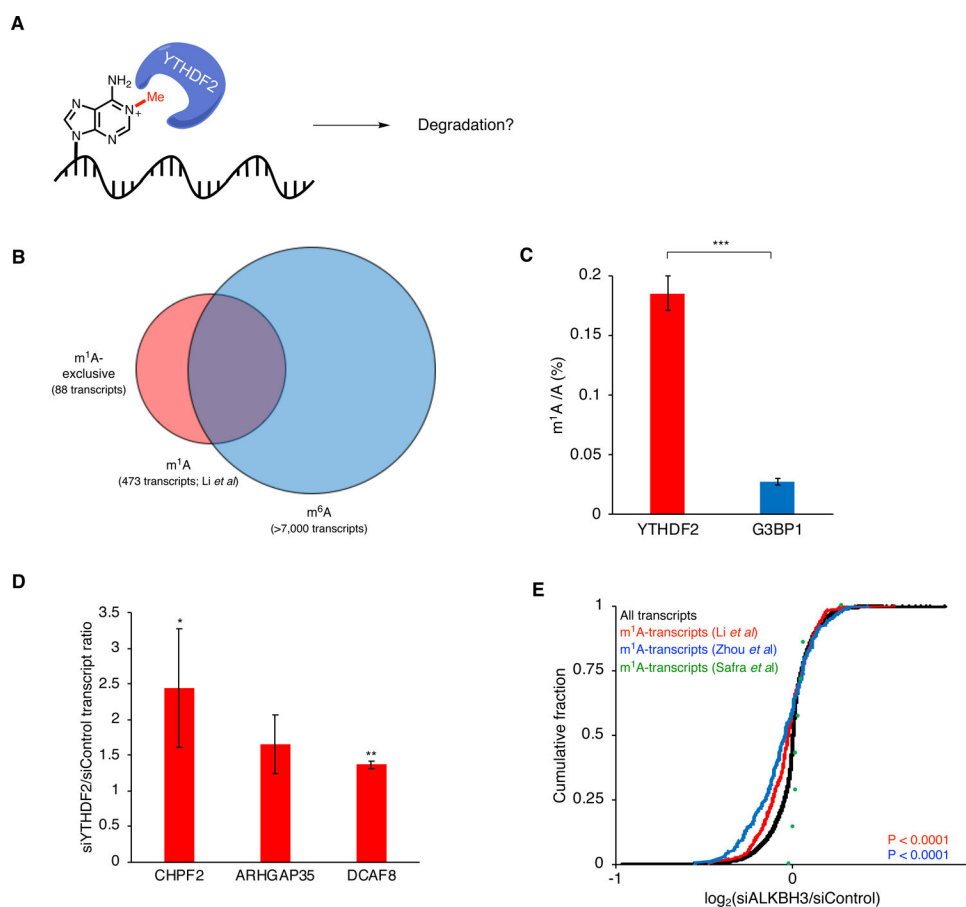 A
YTHDF2
NH₂
N
Me
N
+
N
N
Degradation?
B
m¹A-
exclusive
(88 transcripts)
m¹A
(473 transcripts; Li et al)
m⁶A
(>7,000 transcripts)
C
***
0.2
0.15
0.1
0.05
0
m¹A /A (%)
YTHDF2
G3BP1
D
3.5
3
2.5
2
1.5
1
0.5
0
siYTHDF2/siControl transcript ratio
*
**
CHPF2
ARHGAP35
DCAF8
E
All transcripts
m¹A-transcripts (Li et al)
m¹A-transcripts (Zhou et al)
m¹A-transcripts (Safra et al)
1
0.75
0.5
0.25
0
Cumulative fraction
P < 0.0001
P < 0.0001
-1
0
log₂(siALKBH3/siControl)